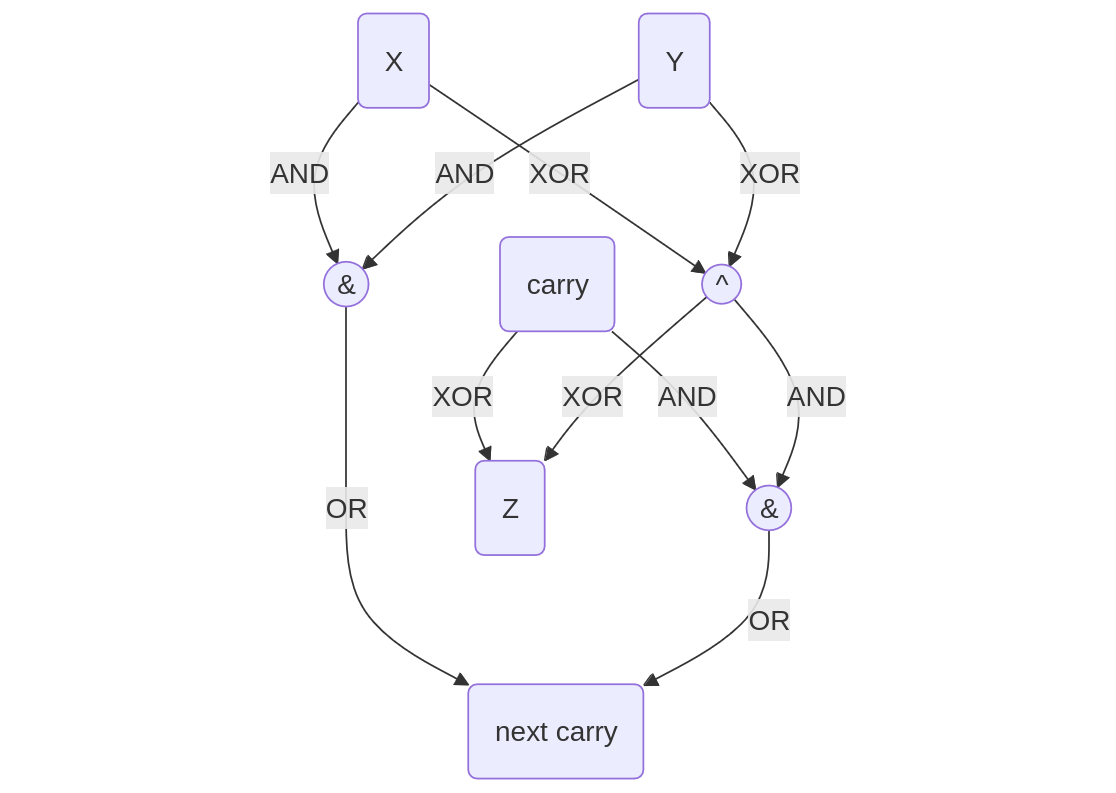 X
Y
AND
AND
XOR
XOR
&
carry
^
XOR
XOR
AND
AND
OR
Z
&
OR
next carry